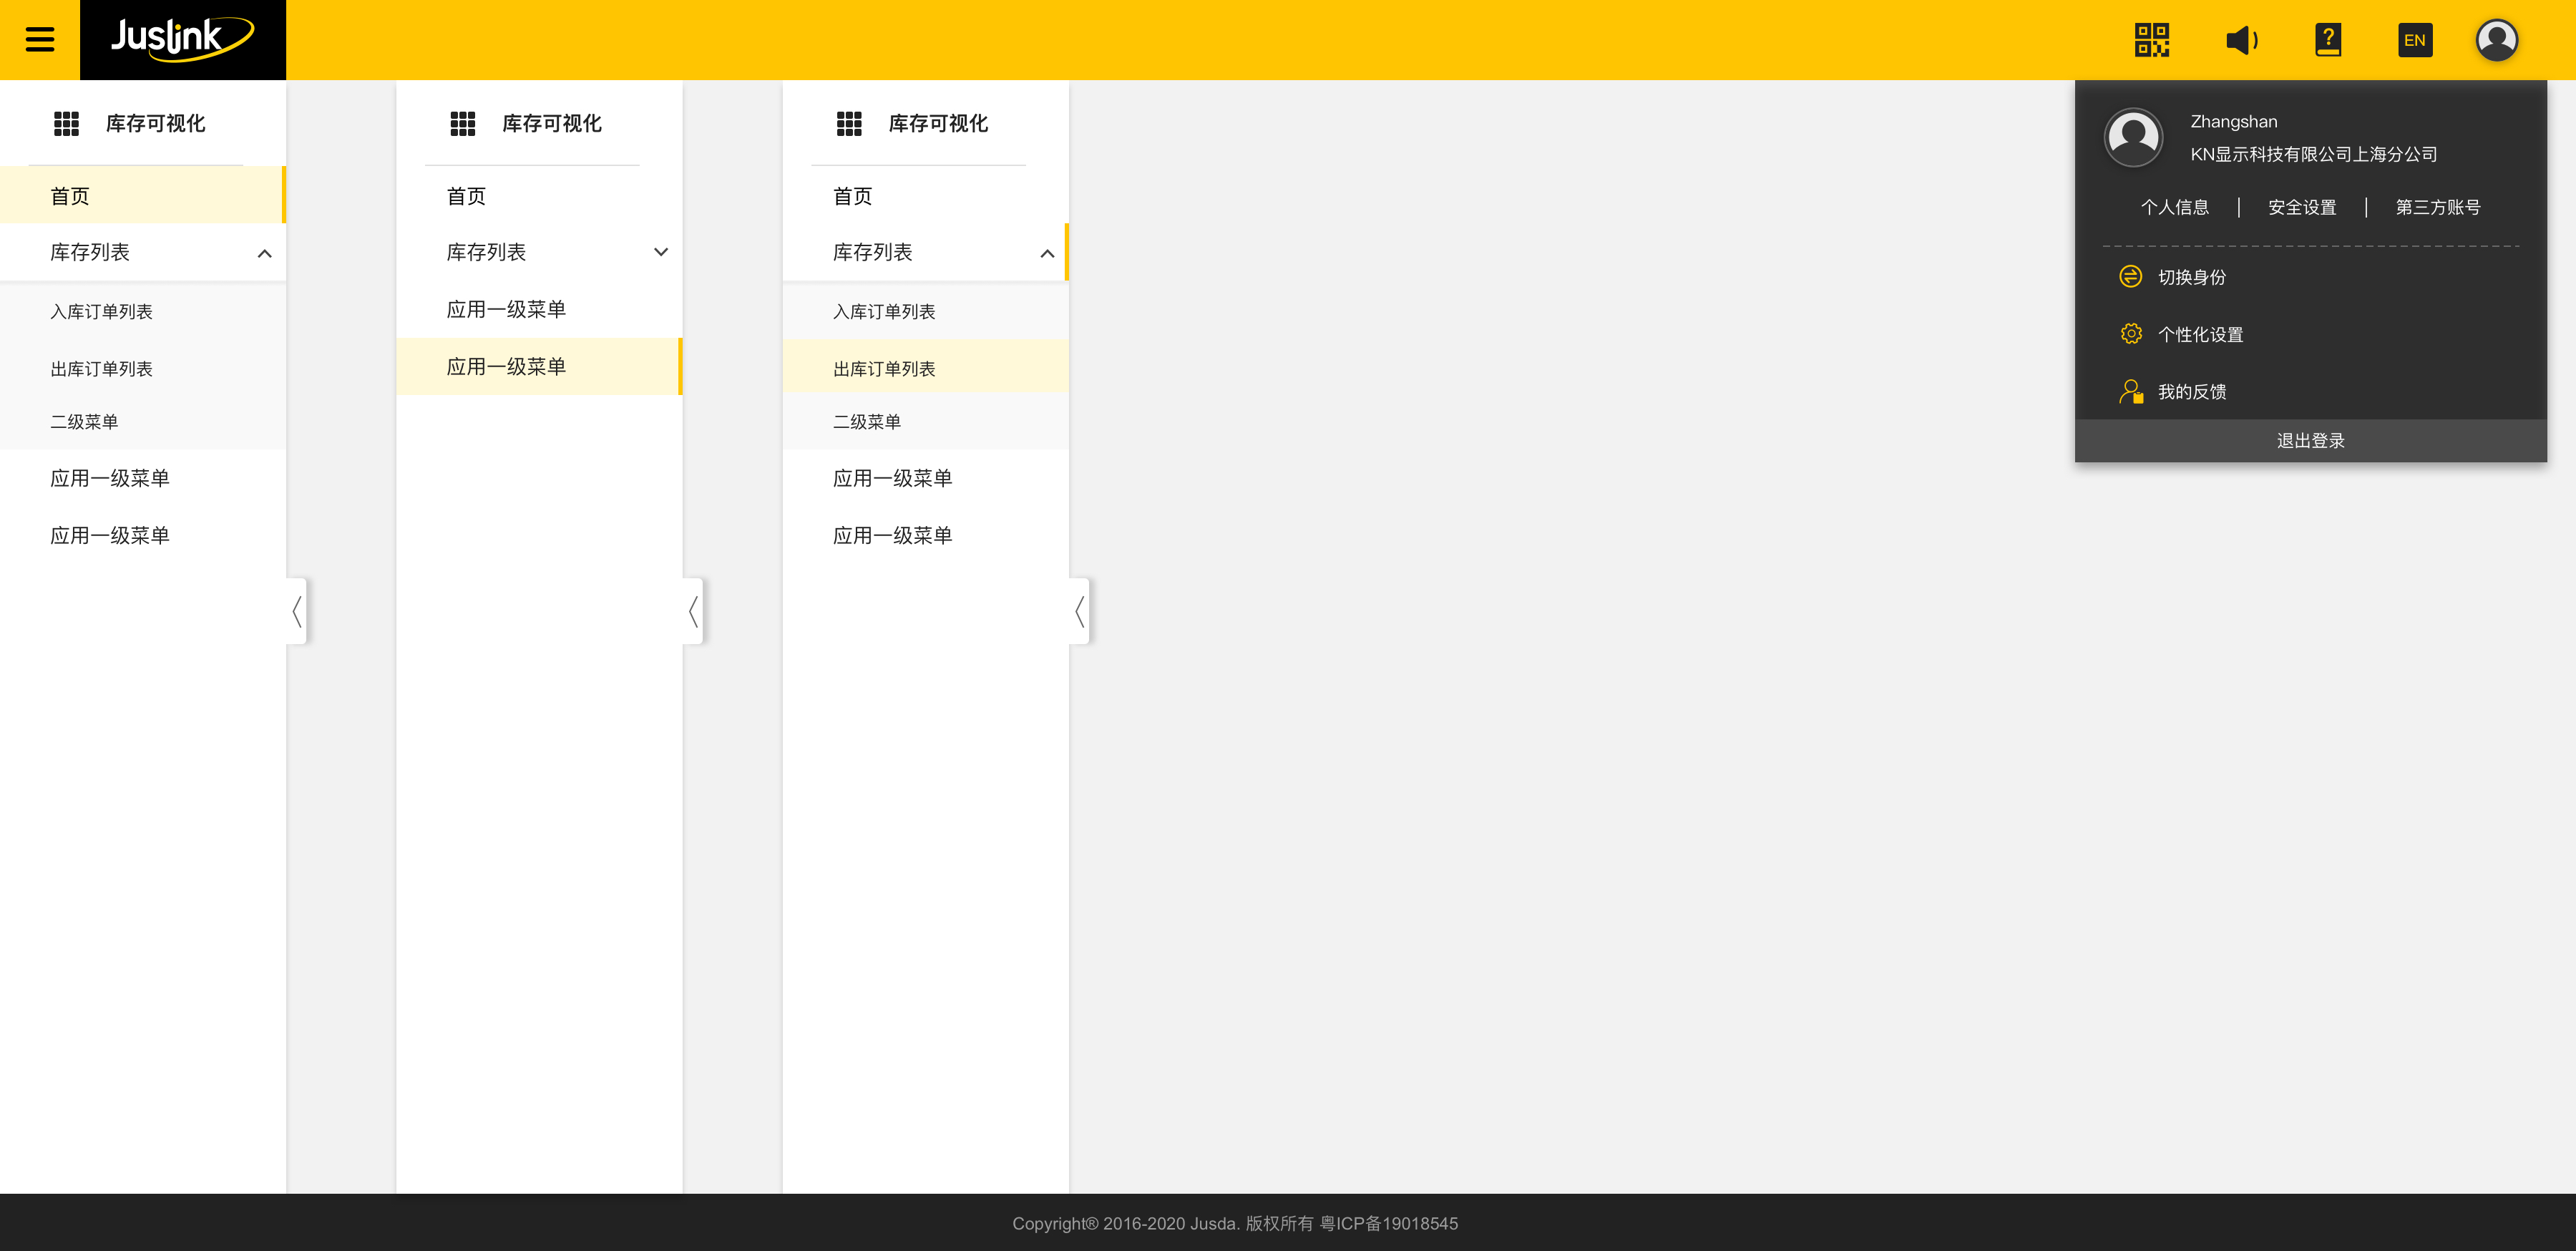 Juslink
EN
库存可视化
首页
库存列表
入库订单列表
出库订单列表
二级菜单
应用一级菜单
应用一级菜单
库存可视化
首页
库存列表
应用一级菜单
应用一级菜单
库存可视化
首页
库存列表
入库订单列表
出库订单列表
二级菜单
应用一级菜单
应用一级菜单
Zhangshan
KN显示科技有限公司上海分公司
个人信息 | 安全设置 | 第三方账号
切换身份
个性化设置
我的反馈
退出登录
Copyright® 2016-2020 Jusda. 版权所有 粤ICP备19018545